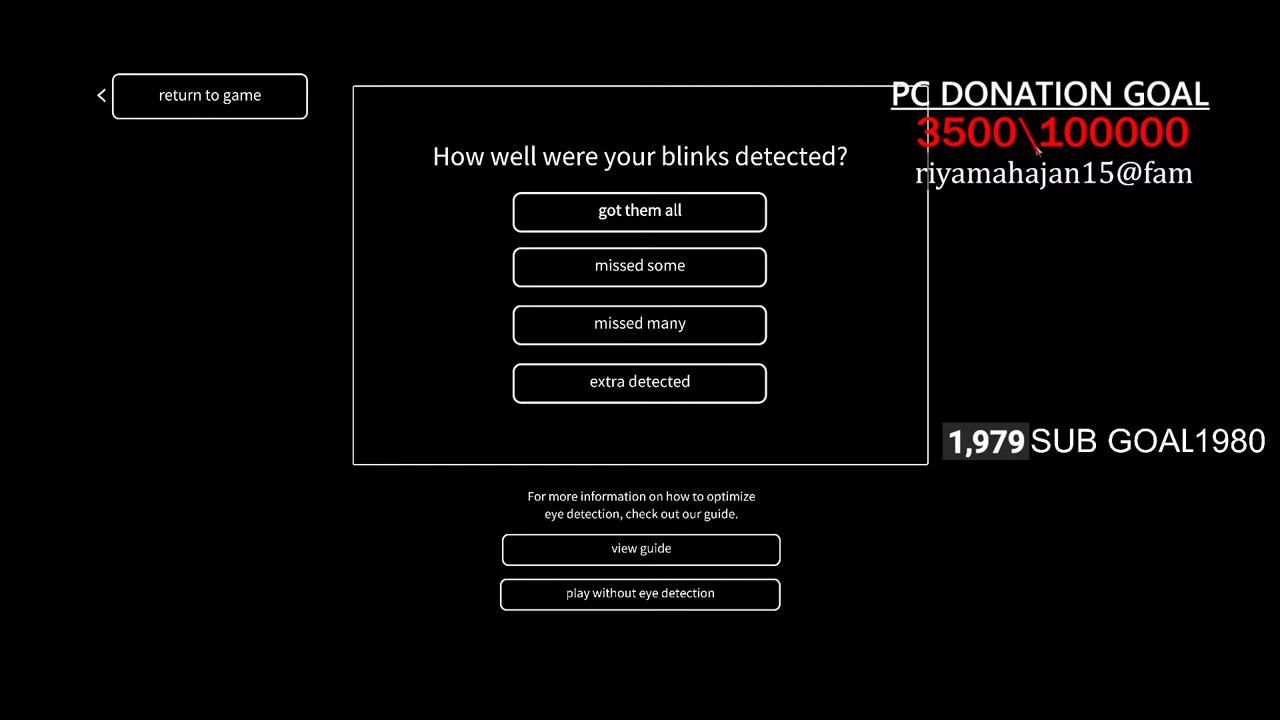 < return to game
PC DONATION GOAL
3500\100000
riyamahajan15@fam
How well were your blinks detected?
got them all
missed some
missed many
extra detected
1,979 SUB GOAL1980
For more information on how to optimize
eye detection, check out our guide.
view guide
play without eye detection